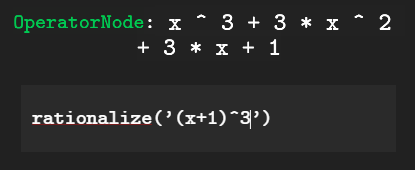 OperatorNode: x ^ 3 + 3 * x ^ 2
+ 3 * x + 1
rationalize('(x+1)^3')